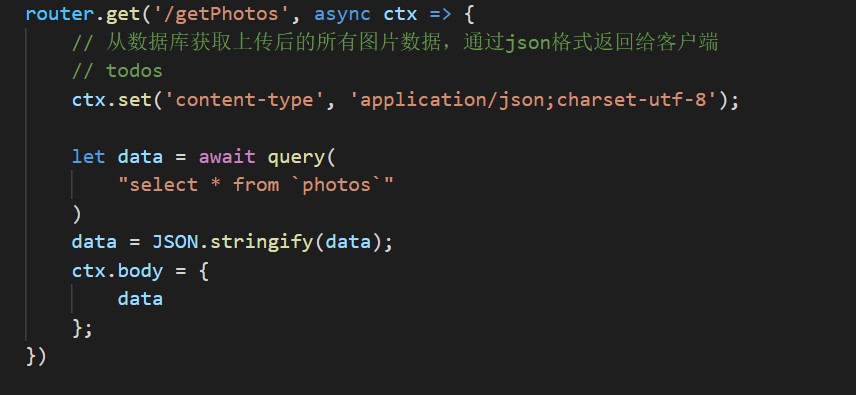 router.get('/getPhotos', async ctx => {
// 从数据库获取上传后的所有图片数据，通过json格式返回给客户端
// todos
ctx.set('content-type', 'application/json;charset-utf-8');
let data = await query(
"select * from `photos`"
)
data = JSON.stringify(data);
ctx.body = {
data
};
})